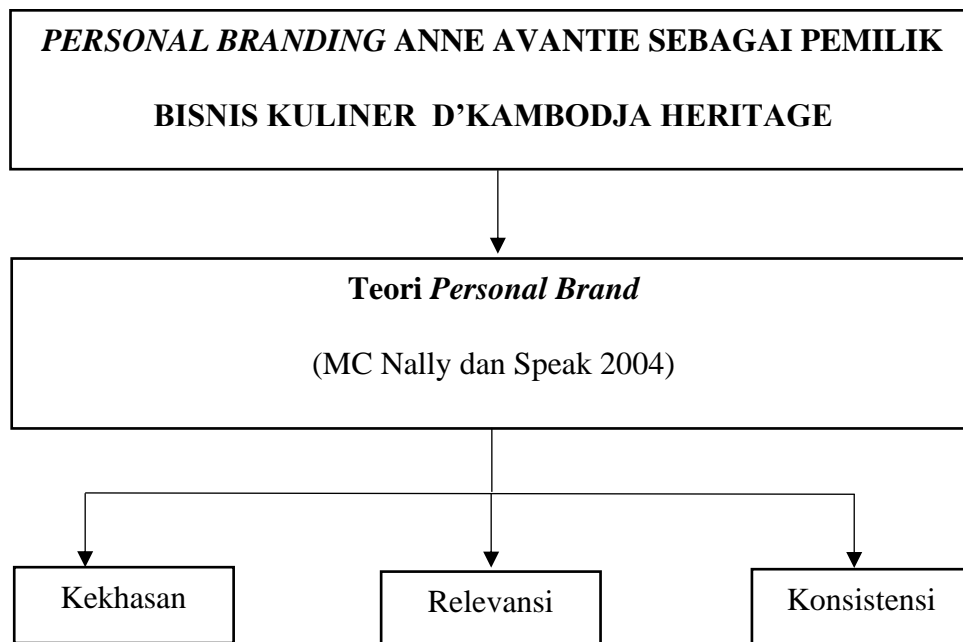 PERSONAL BRANDING ANNE AVANTIE SEBAGAI PEMILIK
BISNIS KULINER D’KAMBODJA HERITAGE
Teori Personal Brand
(MC Nally dan Speak 2004)
Kekhasan
Relevansi
Konsistensi